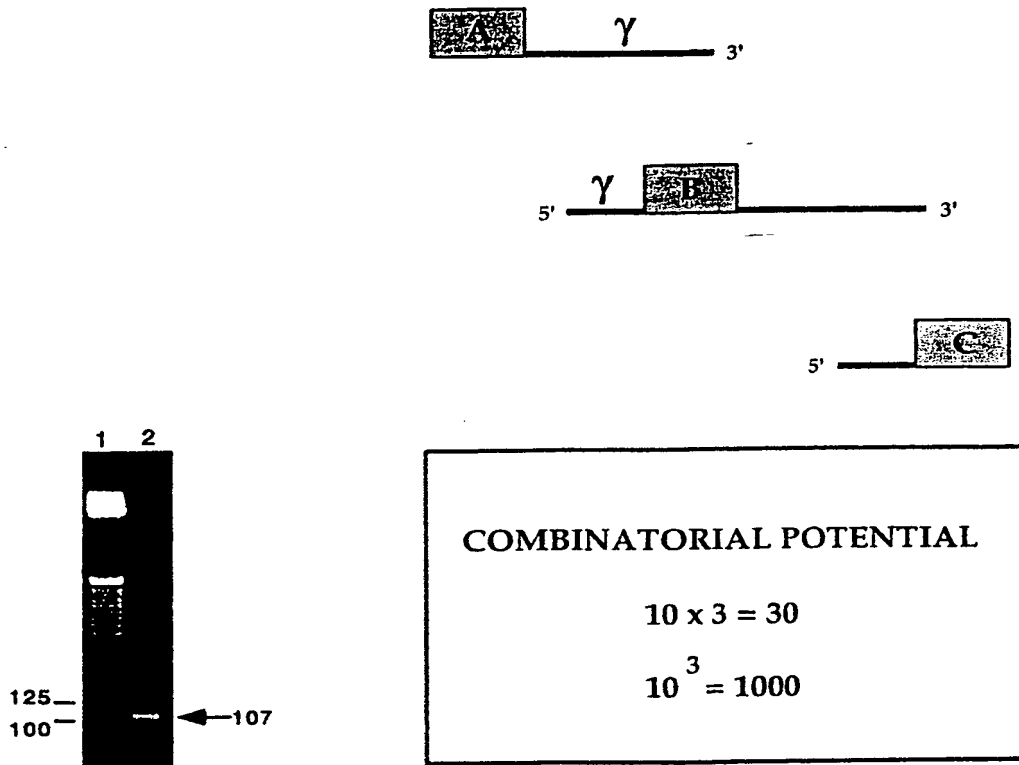 A γ 3'
5' γ B 3'
5' C
1 2
125
100
107
COMBINATORIAL POTENTIAL
10 x 3 = 30
10³ = 1000